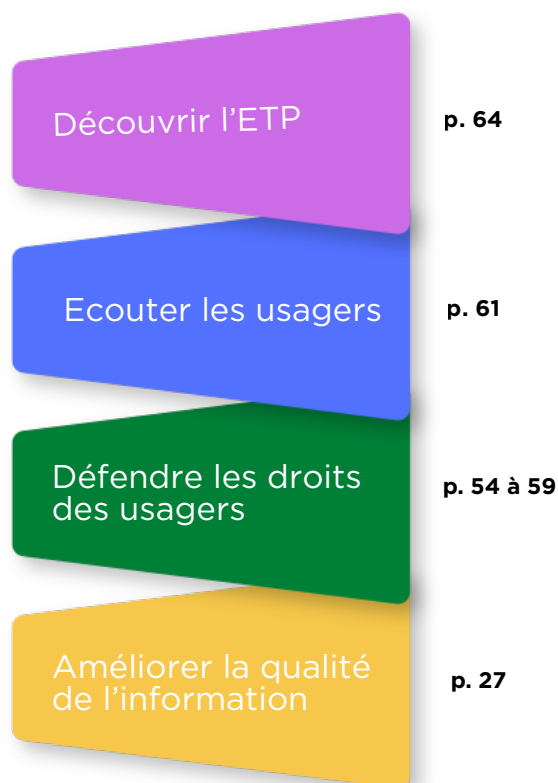 Découvrir l'ETP
p. 64
Ecouter les usagers
p. 61
Défendre les droits
des usagers
p. 54 à 59
Améliorer la qualité
de l'information
p. 27